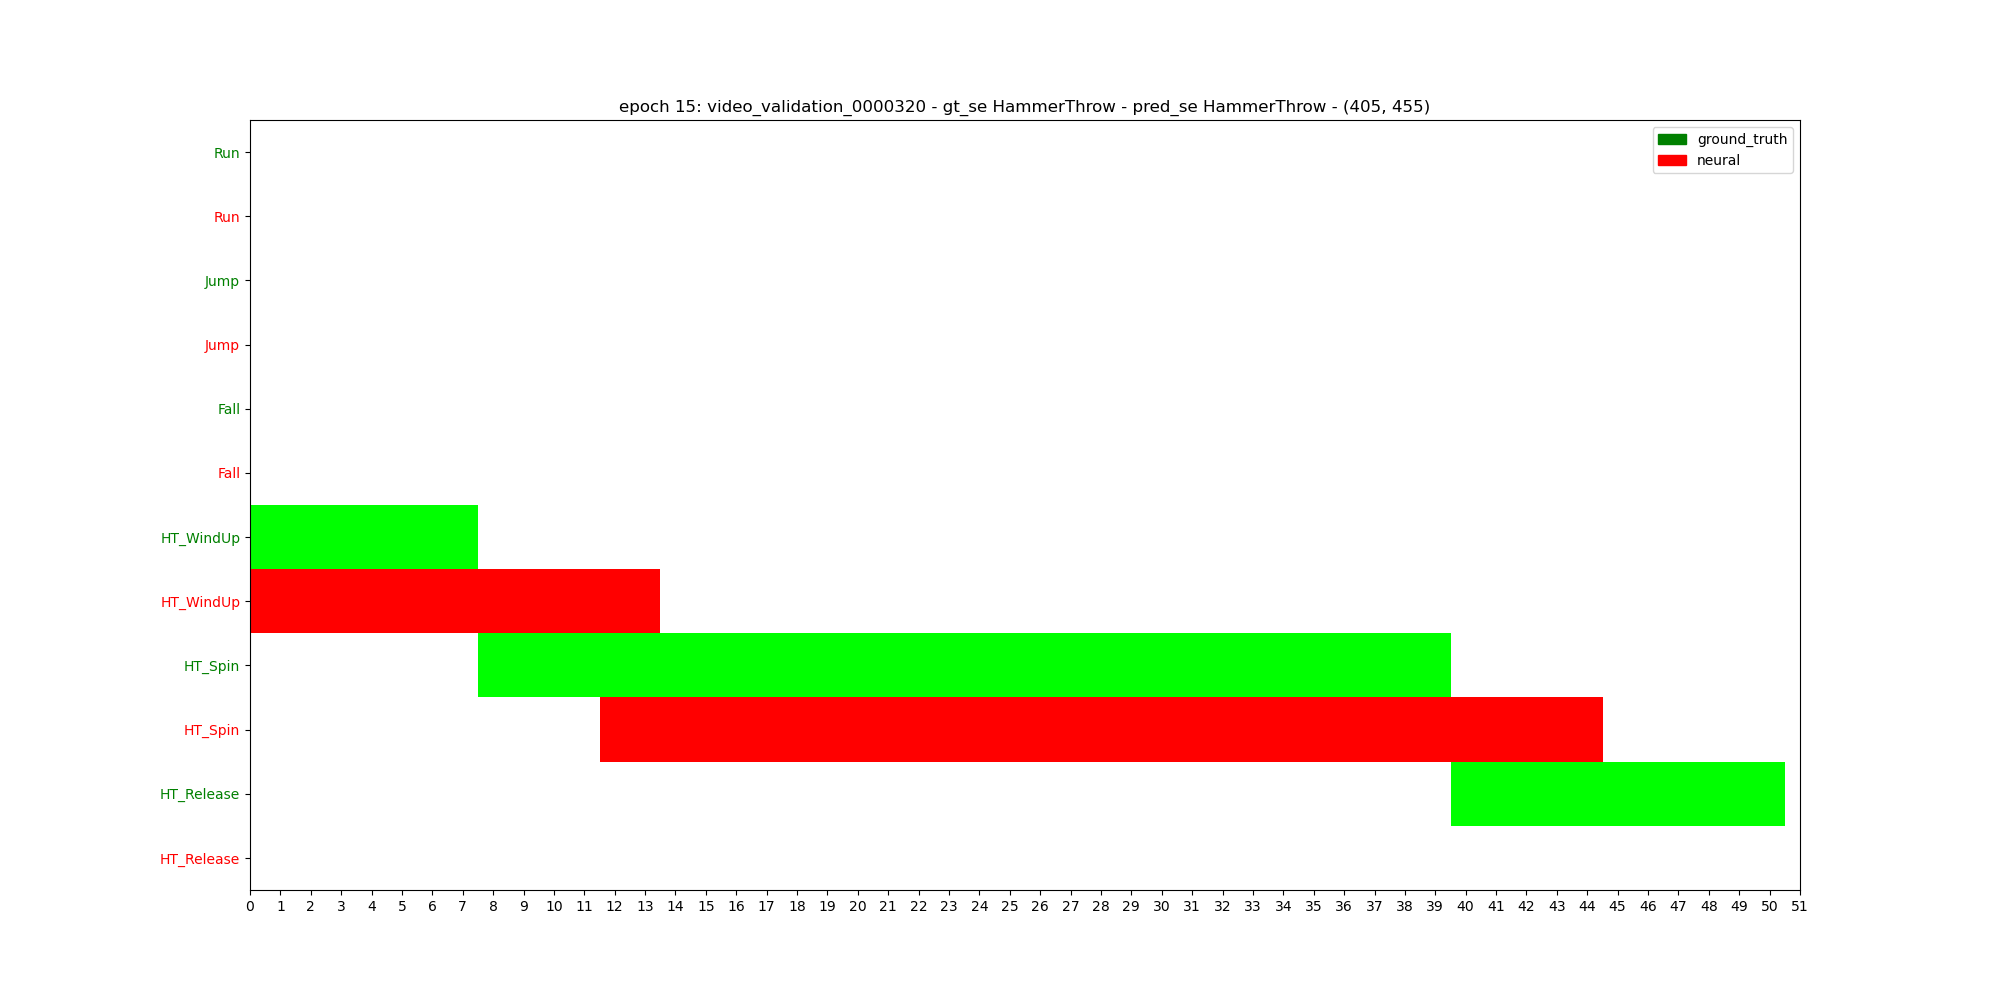 epoch 15: video_validation_0000320 - gt_se HammerThrow - pred_se HammerThrow - (405, 455)
ground_truth
neural
Run
Run
Jump
Jump
Fall
Fall
HT_WindUp
HT_WindUp
HT_Spin
HT_Spin
HT_Release
HT_Release
0 1 2 3 4 5 6 7 8 9 10 11 12 13 14 15 16 17 18 19 20 21 22 23 24 25 26 27 28 29 30 31 32 33 34 35 36 37 38 39 40 41 42 43 44 45 46 47 48 49 50 51